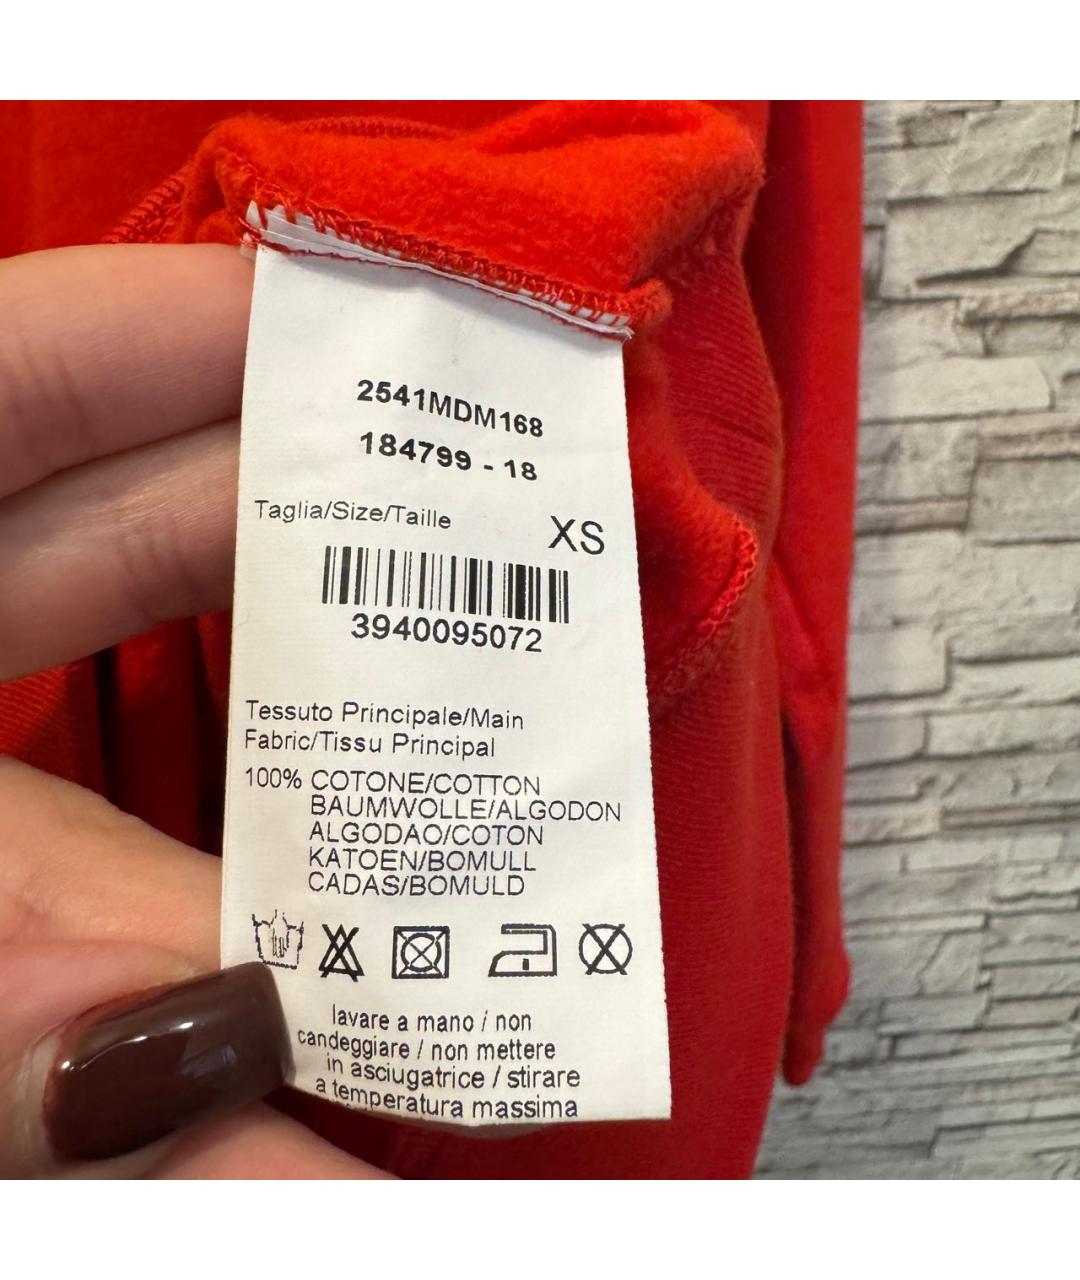 2541MDM168
184799 - 18
Taglia/Size/Taille XS
3940095072
Tessuto Principale/Main
Fabric/Tissu Principal
100% COTONE/COTTON
BAUMWOLLE/ALGODON
ALGODAO/COTON
KATOEN/BOMULL
CADAS/BOMULD
lavare a mano / non
candeggiare / non mettere
in asciugatrice / stirare
a temperatura massima